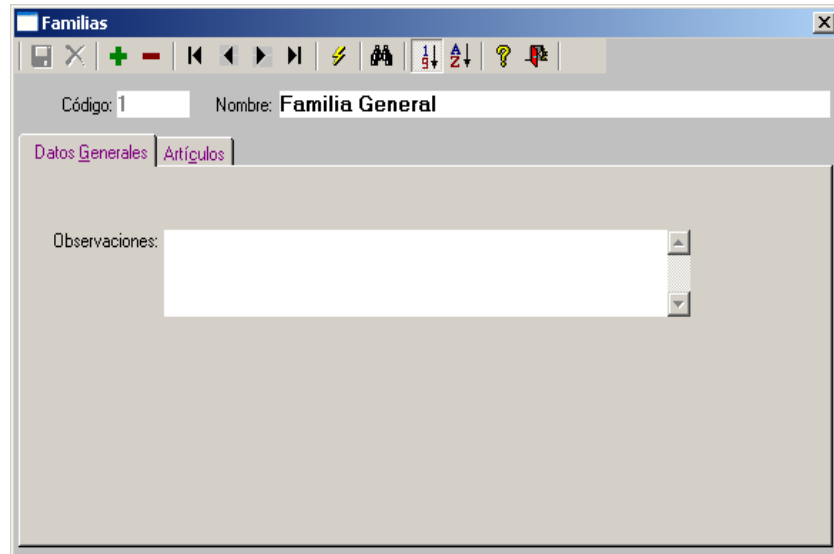 Familias
Código: 1 Nombre: Familia General
Datos Generales Artículos
Observaciones: